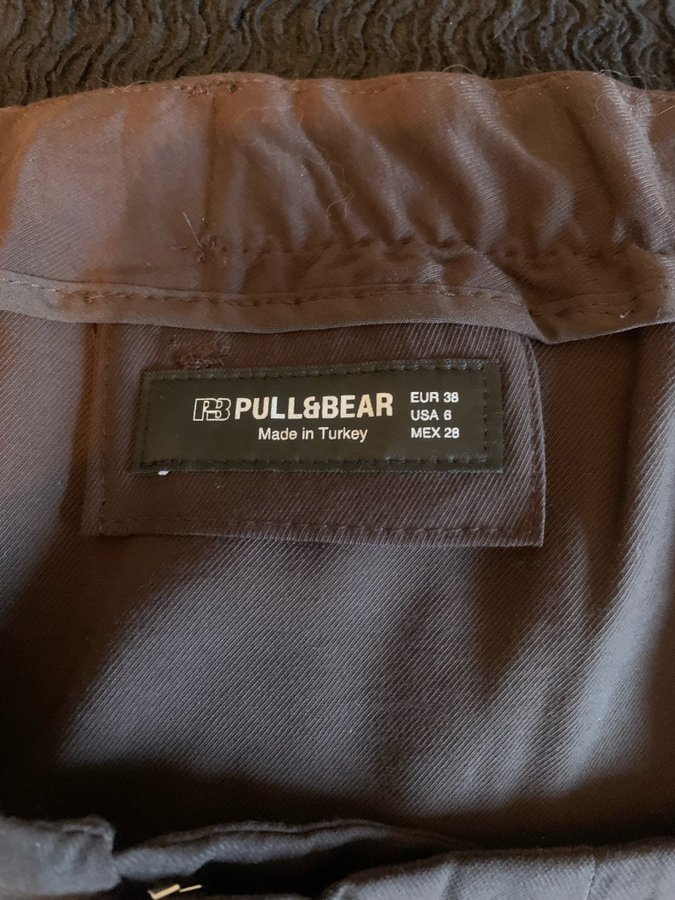 PB PULL&BEAR
Made in Turkey
EUR 38
USA 6
MEX 28